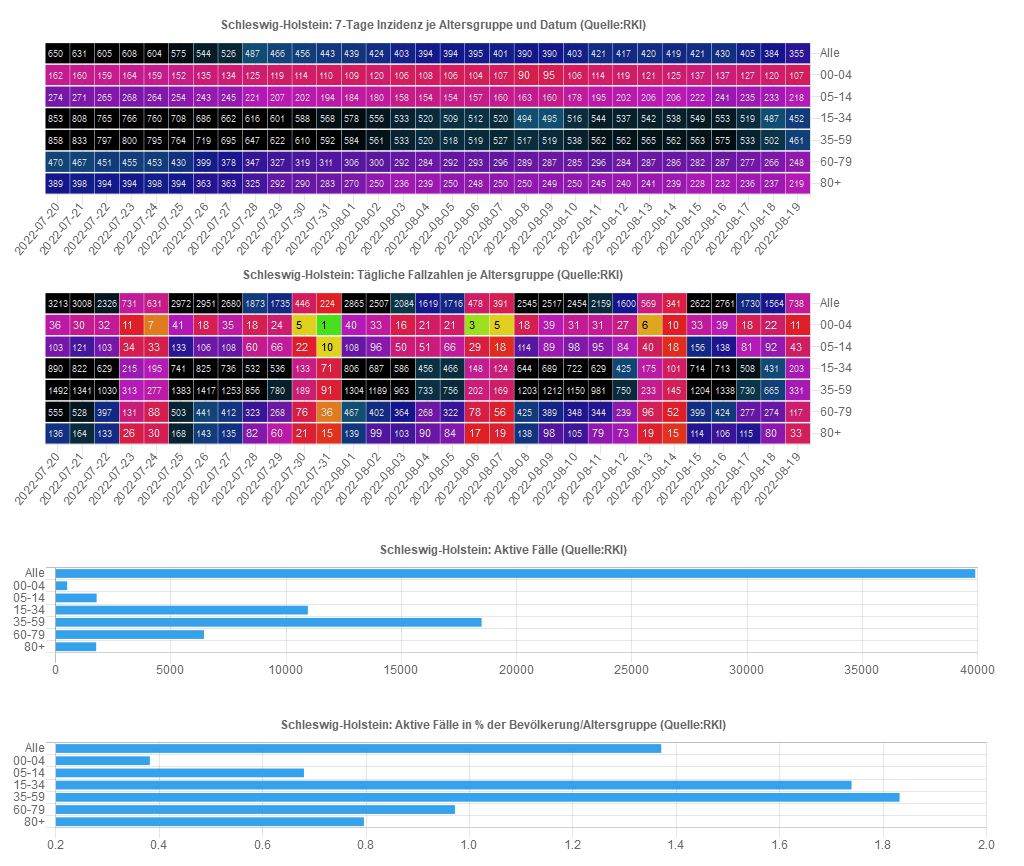 Schleswig-Holstein: 7-Tage Inzidenz je Altersgruppe und Datum (Quelle:RKI)
650 631 605 608 604 575 544 526 487 466 456 443 439 424 403 394 394 395 401 390 390 403 421 417 420 419 421 430 405 384 355 Alle
162 160 159 164 159 152 135 134 125 119 114 110 109 120 106 108 106 104 107 90 95 106 114 119 121 125 137 137 127 120 107 00-04
274 271 265 268 264 254 243 245 221 207 202 194 184 180 158 154 154 157 160 163 160 178 195 202 206 206 222 241 235 233 218 05-14
853 808 765 766 760 708 686 662 616 601 588 568 578 556 533 520 509 512 520 494 495 516 544 537 542 538 549 553 519 487 452 15-34
858 833 797 800 795 764 719 695 647 622 610 592 584 561 533 520 518 519 527 517 519 538 562 562 565 562 563 575 533 502 461 35-59
470 467 451 455 453 430 399 378 347 327 319 311 306 300 292 284 292 293 296 289 287 285 296 284 287 286 282 287 277 266 248 60-79
389 398 394 394 398 394 363 363 325 292 290 283 270 250 236 239 250 248 250 249 250 245 244 241 239 228 232 236 237 219 80+
2022-07-20 2022-07-21 2022-07-22 2022-07-23 2022-07-24 2022-07-25 2022-07-26 2022-07-27 2022-07-28 2022-07-29 2022-07-30 2022-07-31 2022-08-01 2022-08-02 2022-08-03 2022-08-04 2022-08-05 2022-08-06 2022-08-07 2022-08-08 2022-08-09 2022-08-10 2022-08-11 2022-08-12 2022-08-13 2022-08-14 2022-08-15 2022-08-16 2022-08-17 2022-08-18 2022-08-19
Schleswig-Holstein: Tägliche Fallzahlen je Altersgruppe (Quelle:RKI)
3213 3008 2326 731 631 2972 2951 2680 1873 1735 446 224 2865 2507 2084 1619 1716 478 391 2545 2517 2454 2159 1600 569 341 2622 2761 1730 1564 738 Alle
36 30 32 11 7 41 18 35 18 24 5 1 40 33 16 21 21 3 5 18 39 31 31 27 6 10 33 39 18 22 11 00-04
103 121 103 34 33 133 106 108 60 66 22 10 108 96 50 51 66 29 18 114 89 98 95 84 40 18 156 138 81 92 43 05-14
890 822 629 215 195 741 825 736 532 536 133 71 806 687 586 456 466 148 124 644 689 722 629 425 175 101 714 713 508 431 203 15-34
1492 1341 1030 313 277 1383 1417 1253 856 780 189 91 1304 1189 963 733 756 202 169 1203 1212 1150 981 750 233 145 1204 1338 730 665 331 35-59
555 528 397 131 88 503 441 412 323 268 76 36 467 402 364 268 322 78 56 425 389 348 344 239 96 52 399 424 277 274 117 60-79
136 164 133 26 30 168 143 135 82 60 21 15 139 99 103 90 84 17 19 138 98 105 79 73 19 15 114 106 115 80 33 80+
2022-07-20 2022-07-21 2022-07-22 2022-07-23 2022-07-24 2022-07-25 2022-07-26 2022-07-27 2022-07-28 2022-07-29 2022-07-30 2022-07-31 2022-08-01 2022-08-02 2022-08-03 2022-08-04 2022-08-05 2022-08-06 2022-08-07 2022-08-08 2022-08-09 2022-08-10 2022-08-11 2022-08-12 2022-08-13 2022-08-14 2022-08-15 2022-08-16 2022-08-17 2022-08-18 2022-08-19
Schleswig-Holstein: Aktive Fälle (Quelle:RKI)
Alle
00-04
05-14
15-34
35-59
60-79
80+
0 5000 10000 15000 20000 25000 30000 35000 40000
Schleswig-Holstein: Aktive Fälle in % der Bevölkerung/Altersgruppe (Quelle:RKI)
Alle
00-04
05-14
15-34
35-59
60-79
80+
0.2 0.4 0.6 0.8 1.0 1.2 1.4 1.6 1.8 2.0